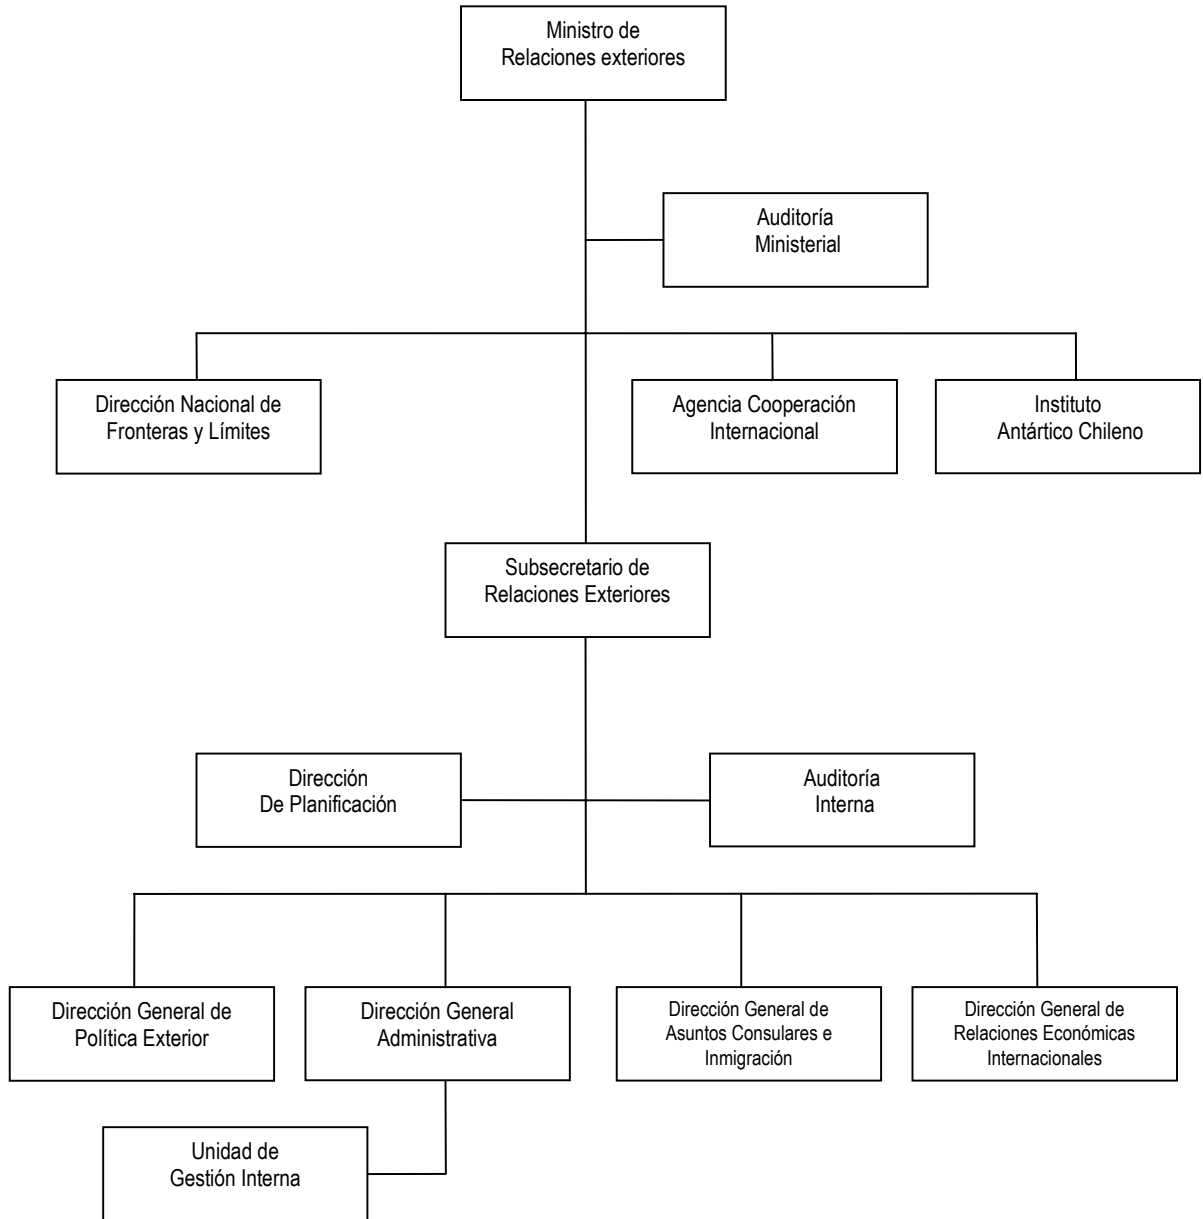 Ministro de
Relaciones exteriores
Auditoría
Ministerial
Dirección Nacional de
Fronteras y Límites
Agencia Cooperación
Internacional
Instituto
Antártico Chileno
Subsecretario de
Relaciones Exteriores
Dirección
De Planificación
Auditoría
Interna
Dirección General de
Política Exterior
Dirección General
Administrativa
Dirección General de
Asuntos Consulares e
Inmigración
Dirección General de
Relaciones Económicas
Internacionales
Unidad de
Gestión Interna